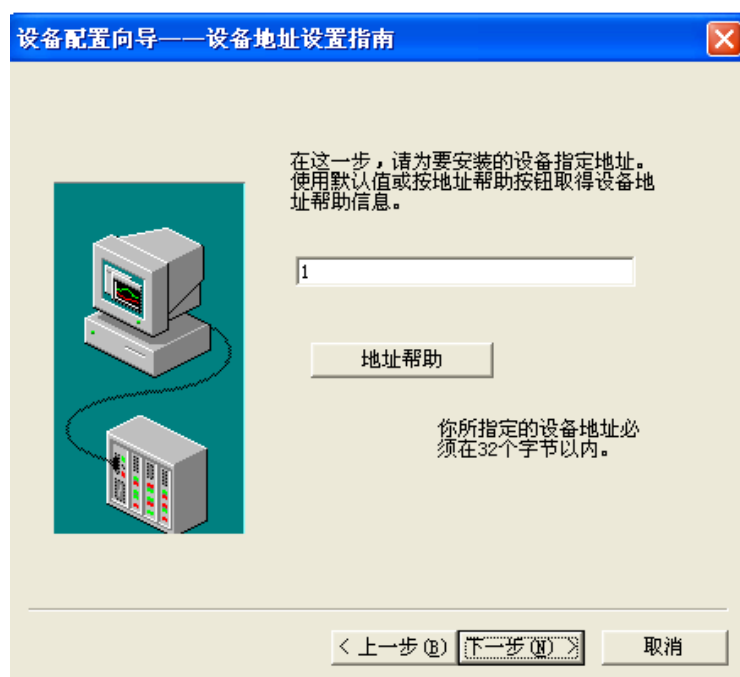 设备配置向导——设备地址设置指南
在这一步，请为要安装的设备指定地址。
使用默认值或按地址帮助按钮取得设备地
址帮助信息。
1
地址帮助
你所指定的设备地址必
须在32个字节以内。
< 上一步(B) 下一步(N) > 取消